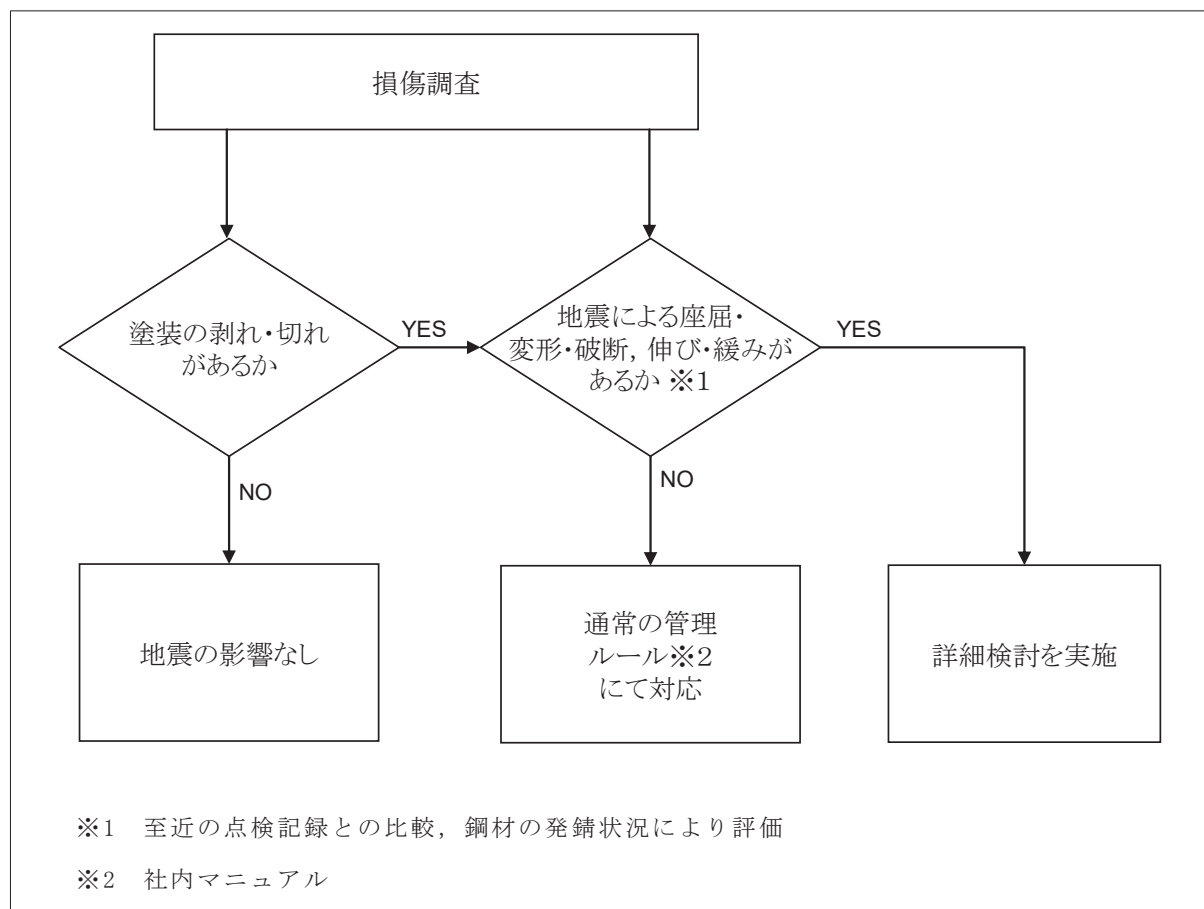 損傷調査
塗装の剥れ・切れ
があるか
YES
地震による座屈・
変形・破断,伸び・緩みが
あるか ※1
YES
NO
NO
地震の影響なし
通常の管理
ルール※2
にて対応
詳細検討を実施
※1 至近の点検記録との比較,鋼材の発錆状況により評価
※2 社内マニュアル